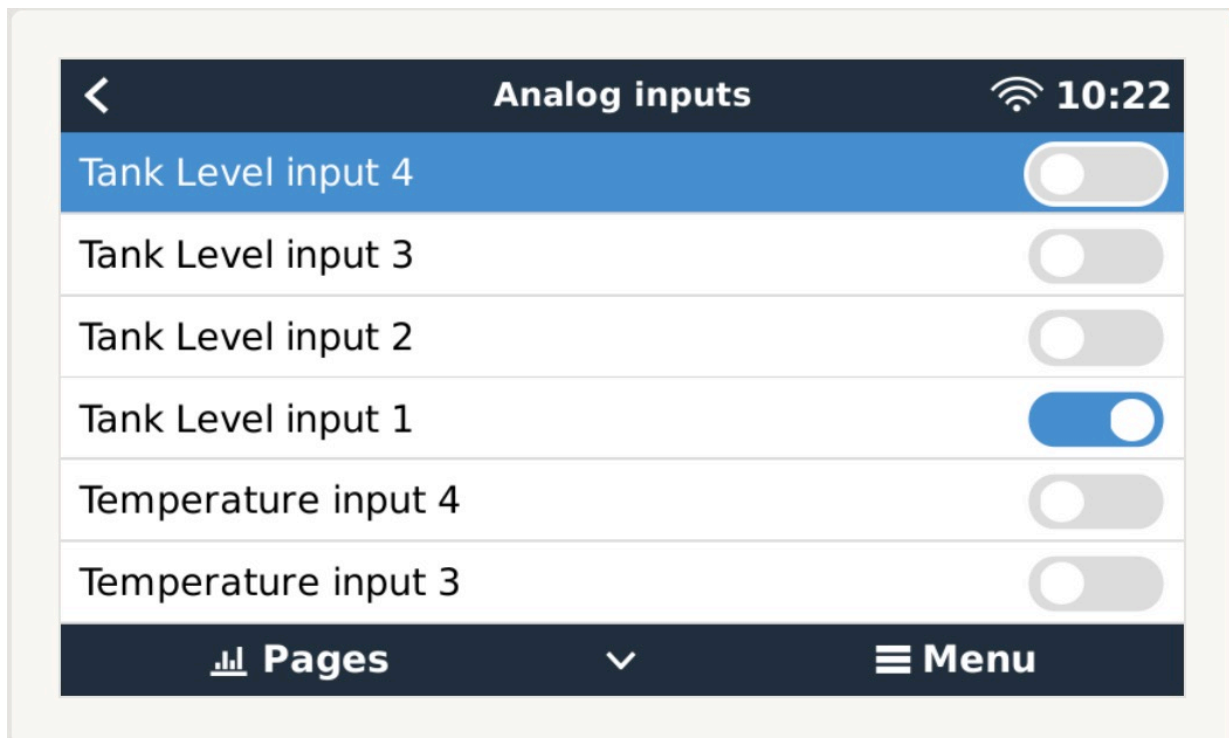 Analog inputs 10:22
Tank Level input 4
Tank Level input 3
Tank Level input 2
Tank Level input 1
Temperature input 4
Temperature input 3
Pages Menu